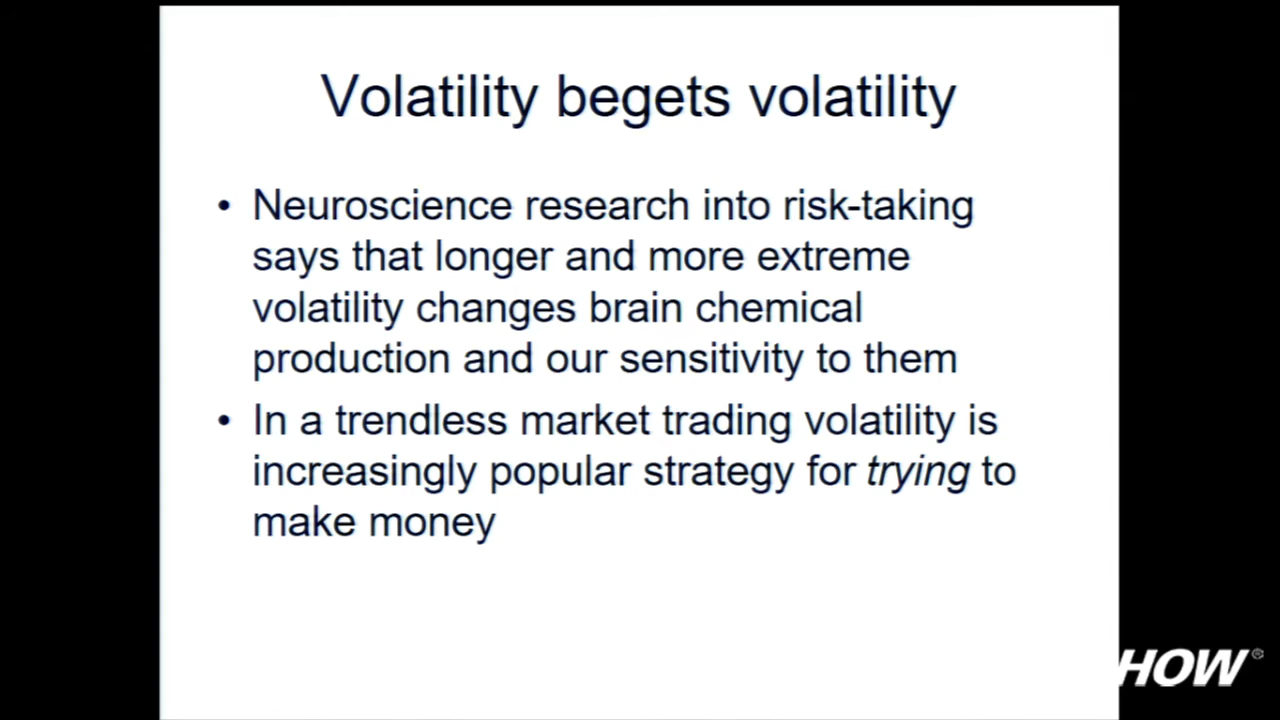 Volatility begets volatility
• Neuroscience research into risk-taking
says that longer and more extreme
volatility changes brain chemical
production and our sensitivity to them
• In a trendless market trading volatility is
increasingly popular strategy for trying to
make money
HOW®